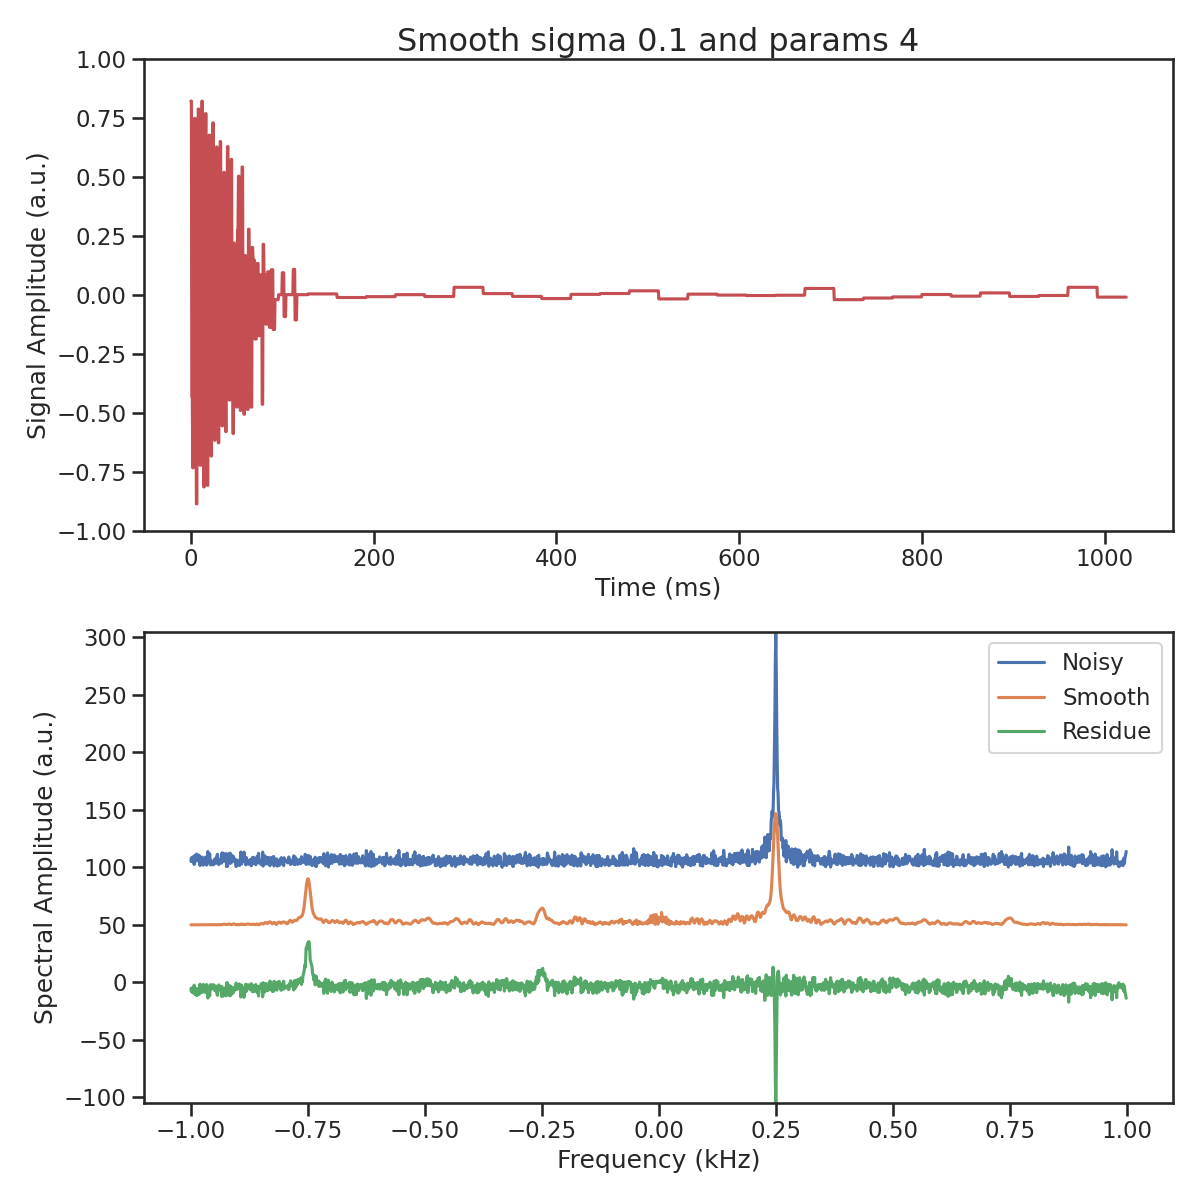 Smooth sigma 0.1 and params 4
1.00
0.75
0.50
0.25
0.00
−0.25
−0.50
−0.75
−1.00
Signal Amplitude (a.u.)
0 200 400 600 800 1000
Time (ms)
300
250
200
150
100
50
0
−50
−100
Spectral Amplitude (a.u.)
Noisy
Smooth
Residue
−1.00 −0.75 −0.50 −0.25 0.00 0.25 0.50 0.75 1.00
Frequency (kHz)